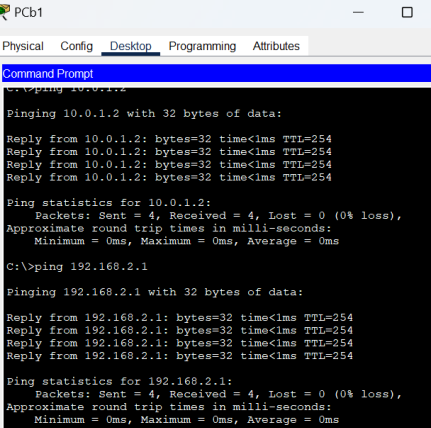 PCb1
Physical Config Desktop Programming Attributes
Command Prompt
C:\>ping 10.0.1.2
Pinging 10.0.1.2 with 32 bytes of data:
Reply from 10.0.1.2: bytes=32 time<1ms TTL=254
Reply from 10.0.1.2: bytes=32 time<1ms TTL=254
Reply from 10.0.1.2: bytes=32 time<1ms TTL=254
Reply from 10.0.1.2: bytes=32 time<1ms TTL=254
Ping statistics for 10.0.1.2:
Packets: Sent = 4, Received = 4, Lost = 0 (0% loss),
Approximate round trip times in milli-seconds:
Minimum = 0ms, Maximum = 0ms, Average = 0ms
C:\>ping 192.168.2.1
Pinging 192.168.2.1 with 32 bytes of data:
Reply from 192.168.2.1: bytes=32 time<1ms TTL=254
Reply from 192.168.2.1: bytes=32 time<1ms TTL=254
Reply from 192.168.2.1: bytes=32 time<1ms TTL=254
Reply from 192.168.2.1: bytes=32 time<1ms TTL=254
Ping statistics for 192.168.2.1:
Packets: Sent = 4, Received = 4, Lost = 0 (0% loss),
Approximate round trip times in milli-seconds:
Minimum = 0ms, Maximum = 0ms, Average = 0ms